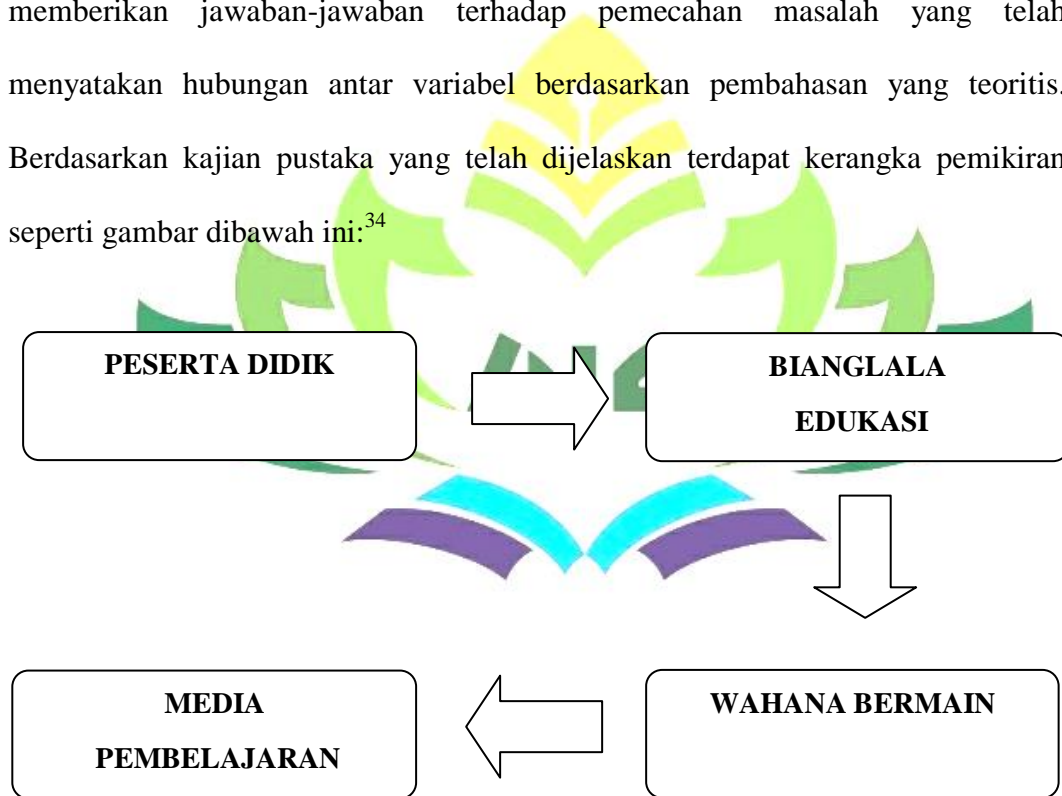 memberikan jawaban-jawaban terhadap pemecahan masalah yang telah
menyatakan hubungan antar variabel berdasarkan pembahasan yang teoritis.
Berdasarkan kajian pustaka yang telah dijelaskan terdapat kerangka pemikiran
seperti gambar dibawah ini:34
PESERTA DIDIK
BIANGLALA
EDUKASI
WAHANA BERMAIN
MEDIA
PEMBELAJARAN